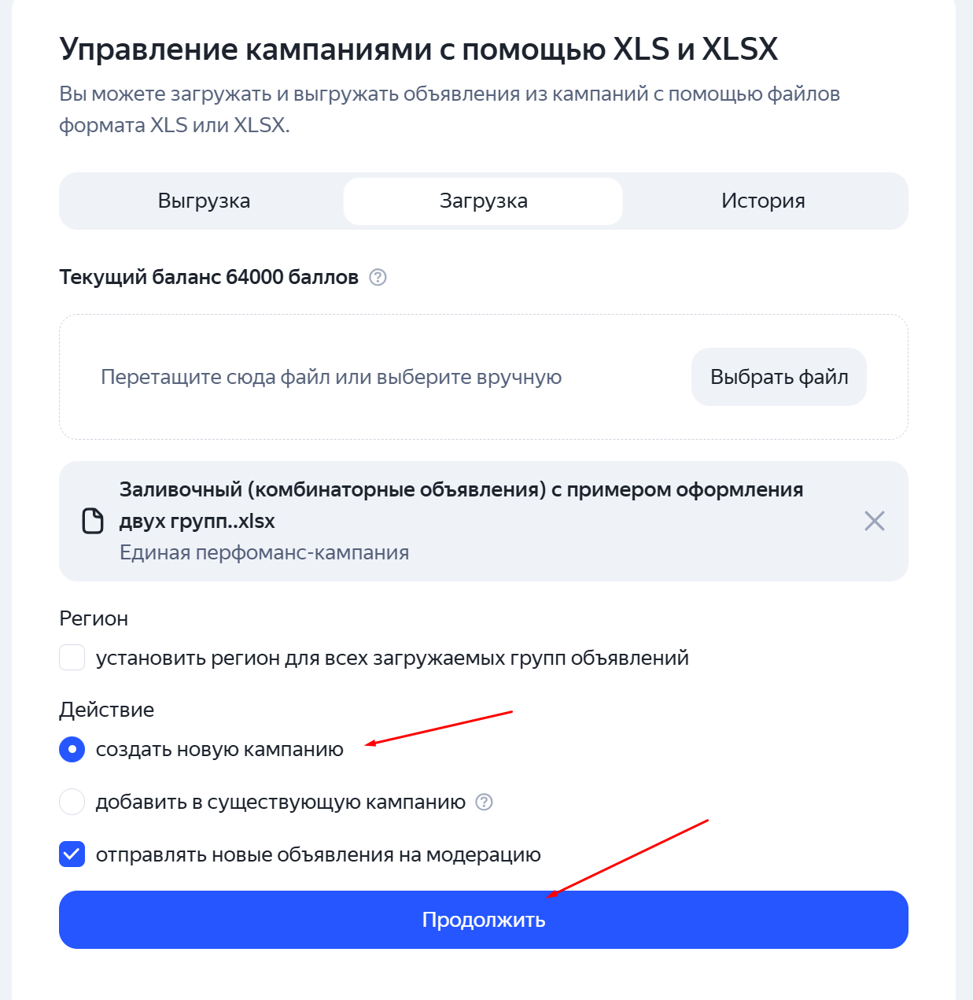 Управление кампаниями с помощью XLS и XLSX
Вы можете загружать и выгружать объявления из кампаний с помощью файлов
формата XLS или XLSX.
Выгрузка
Загрузка
История
Текущий баланс 64000 баллов ?
Перетащите сюда файл или выберите вручную
Выбрать файл
Заливочный (комбинаторные объявления) с примером оформления
двух групп..xlsx
Единая перфоманс-кампания
Регион
установить регион для всех загружаемых групп объявлений
Действие
создать новую кампанию
добавить в существующую кампанию ?
отправлять новые объявления на модерацию
Продолжить